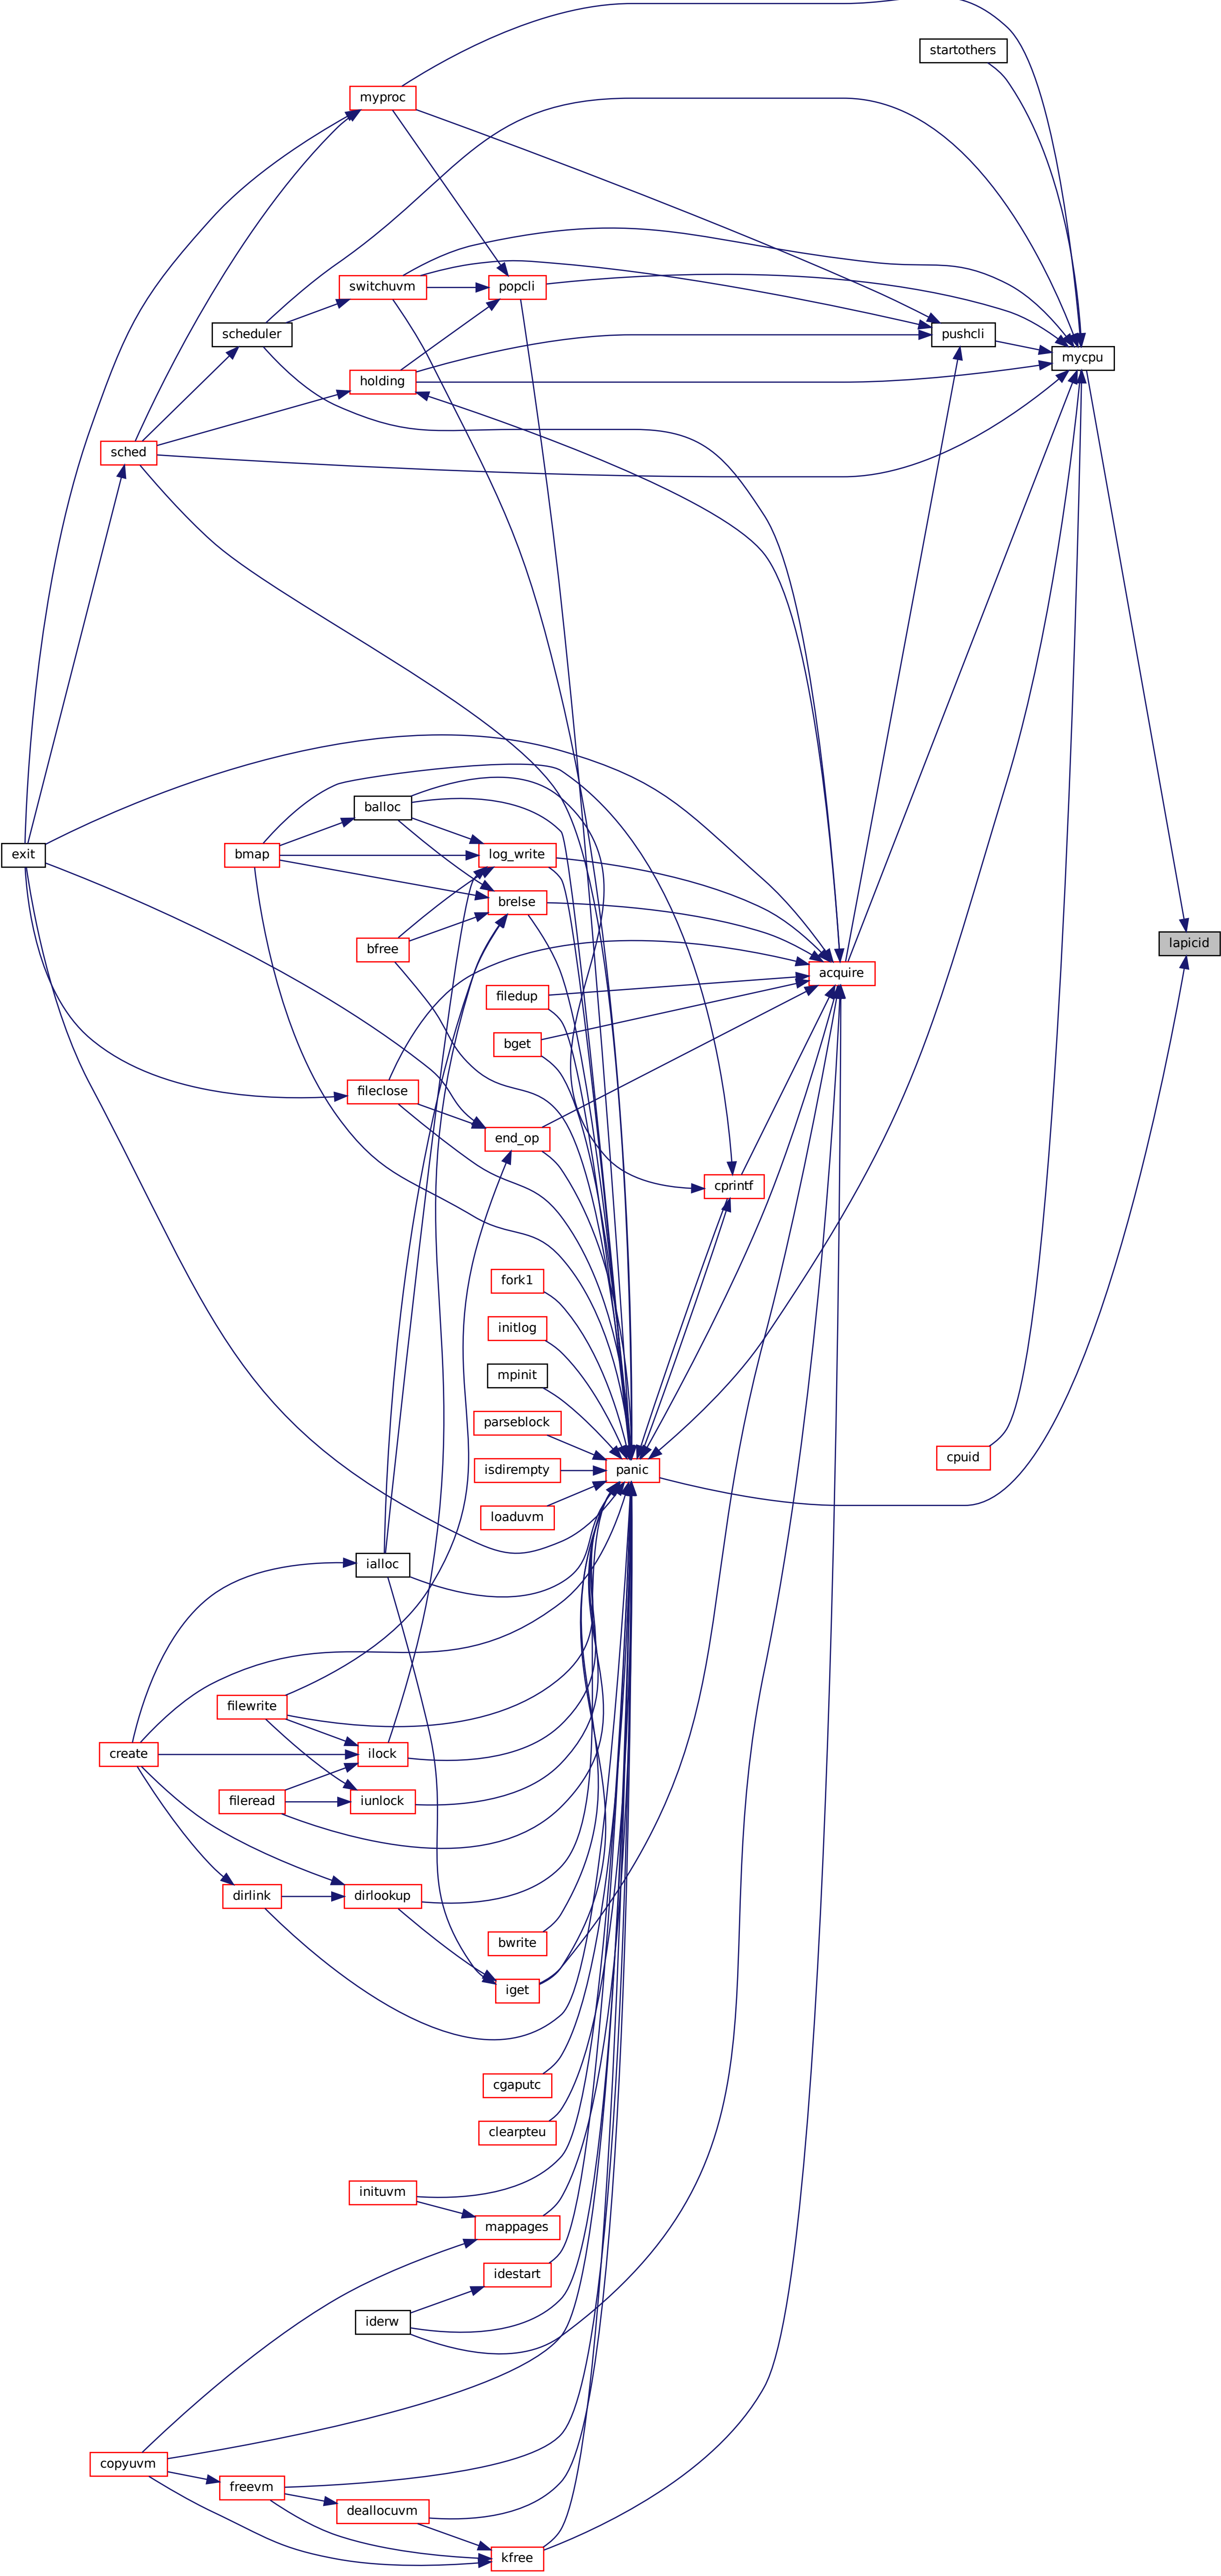 startothers
myproc
switchuvm
popcli
scheduler
pushcli
mycpu
holding
sched
balloc
exit
bmap
log_write
brelse
bfree
lapicid
acquire
filedup
bget
fileclose
end_op
cprintf
fork1
initlog
mpinit
parseblock
cpuid
isdirempty
panic
loaduvm
ialloc
filewrite
create
ilock
fileread
iunlock
dirlink
dirlookup
bwrite
iget
cgaputc
clearpteu
inituvm
mappages
idestart
iderw
copyuvm
freevm
deallocuvm
kfree